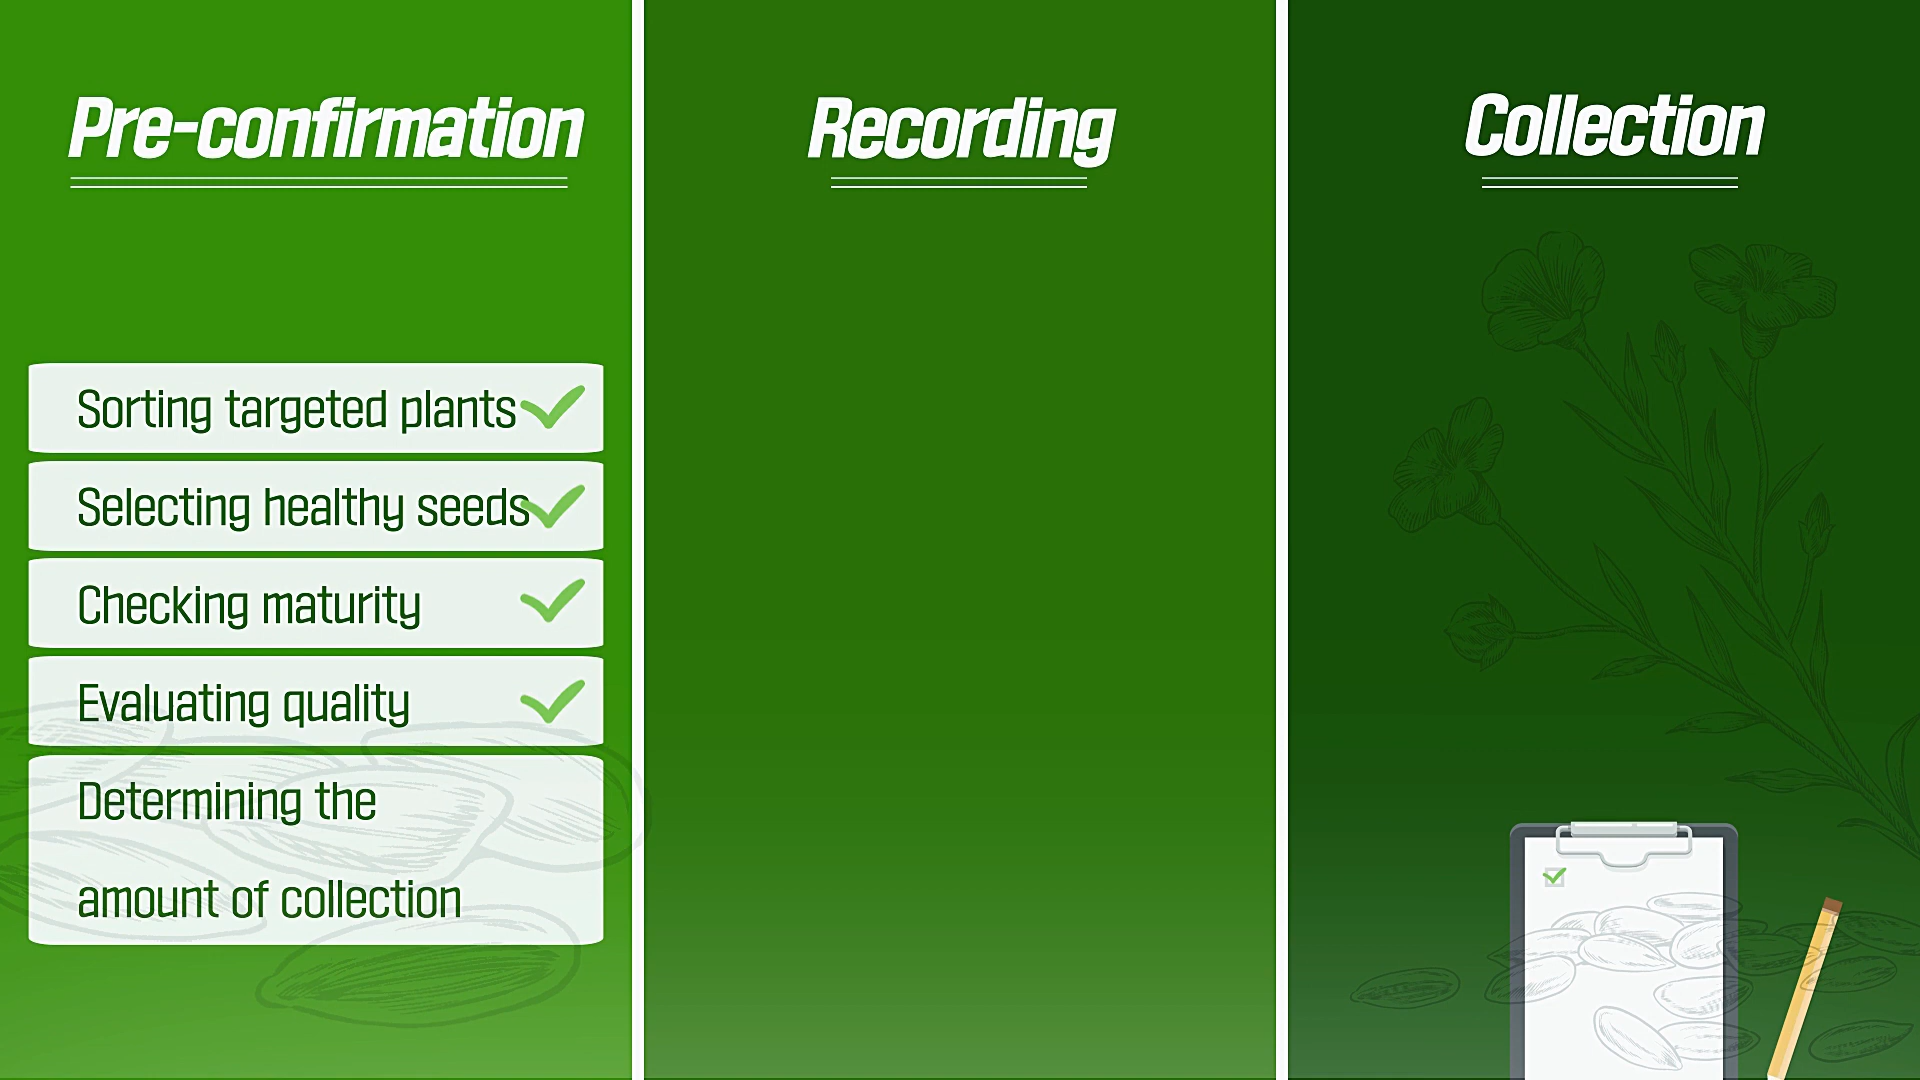 Pre-confirmation
Sorting targeted plants
Selecting healthy seeds
Checking maturity
Evaluating quality
Determining the
amount of collection
Recording
Collection